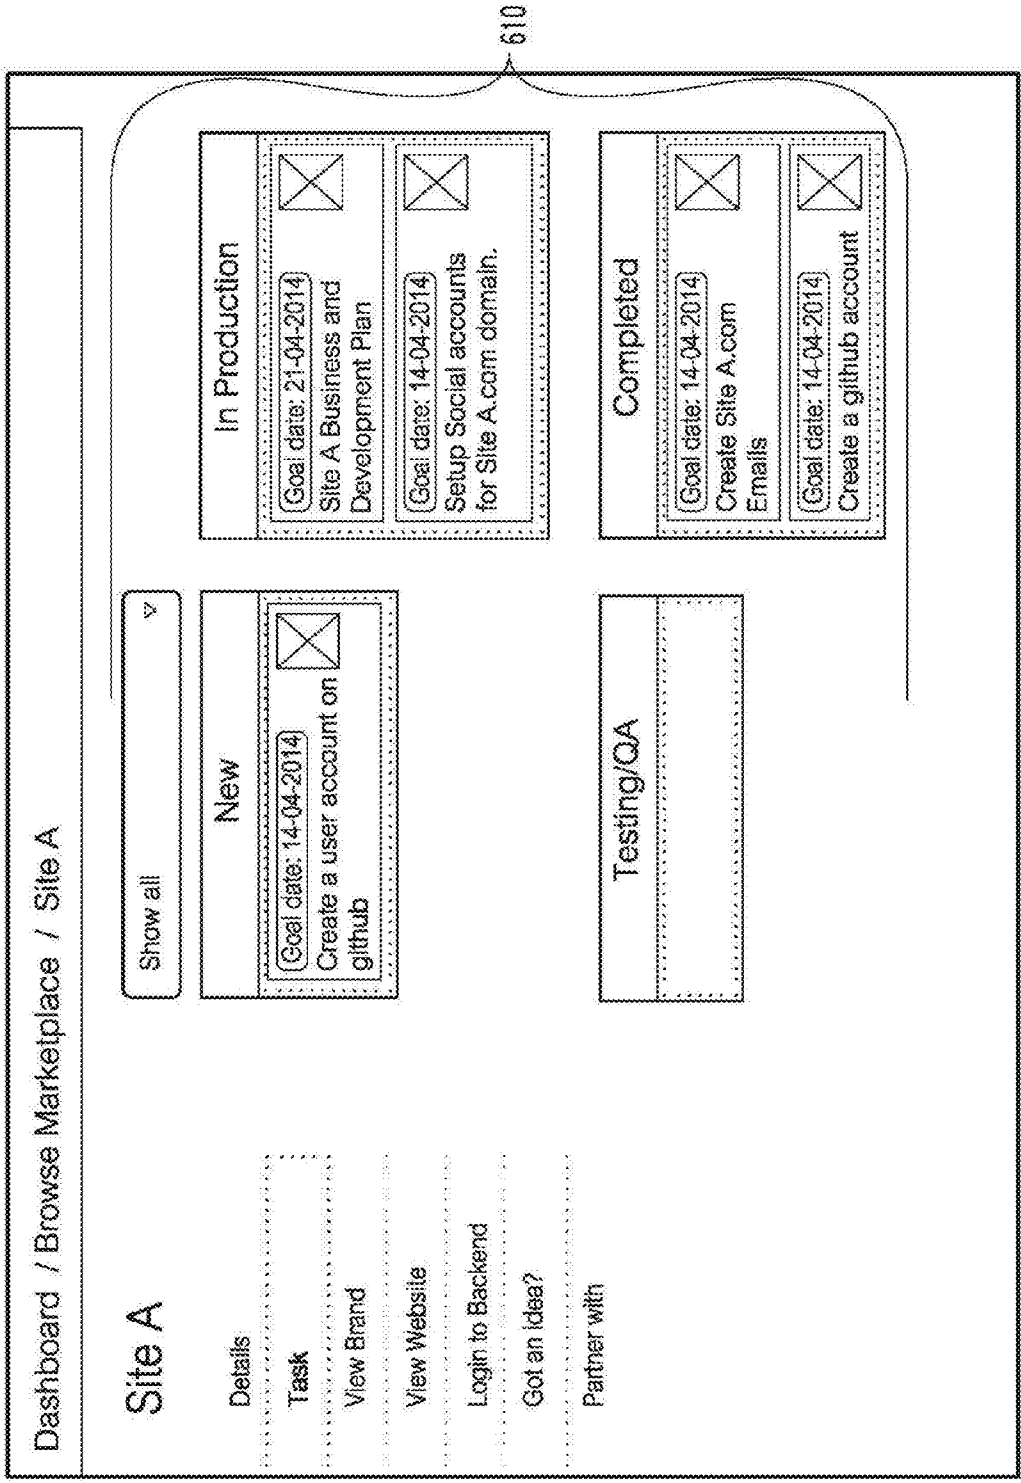 Dashboard / Browse Marketplace / Site A
Site A
Details
Task
View Brand
View Website
Login to Backend
Got an idea?
Partner with
Show all
New
Goal date: 14-04-2014
Create a user account on
github
In Production
Goal date: 21-04-2014
Site A Business and
Development Plan
Goal date: 14-04-2014
Setup Social accounts
for Site A.com domain.
Testing/QA
Completed
Goal date: 14-04-2014
Create Site A.com
Emails
Goal date: 14-04-2014
Create a github account
610